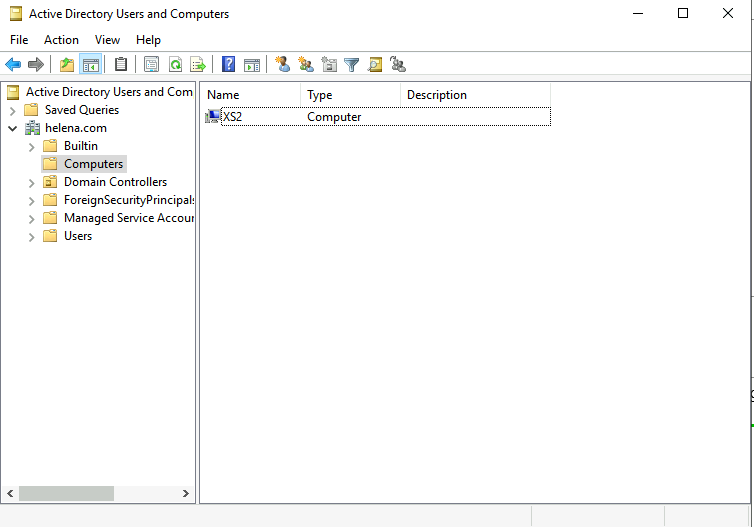 Active Directory Users and Computers
File Action View Help
Active Directory Users and Com
Saved Queries
helena.com
Builtin
Computers
Domain Controllers
ForeignSecurityPrincipals
Managed Service Accour
Users
Name Type Description
XS2 Computer